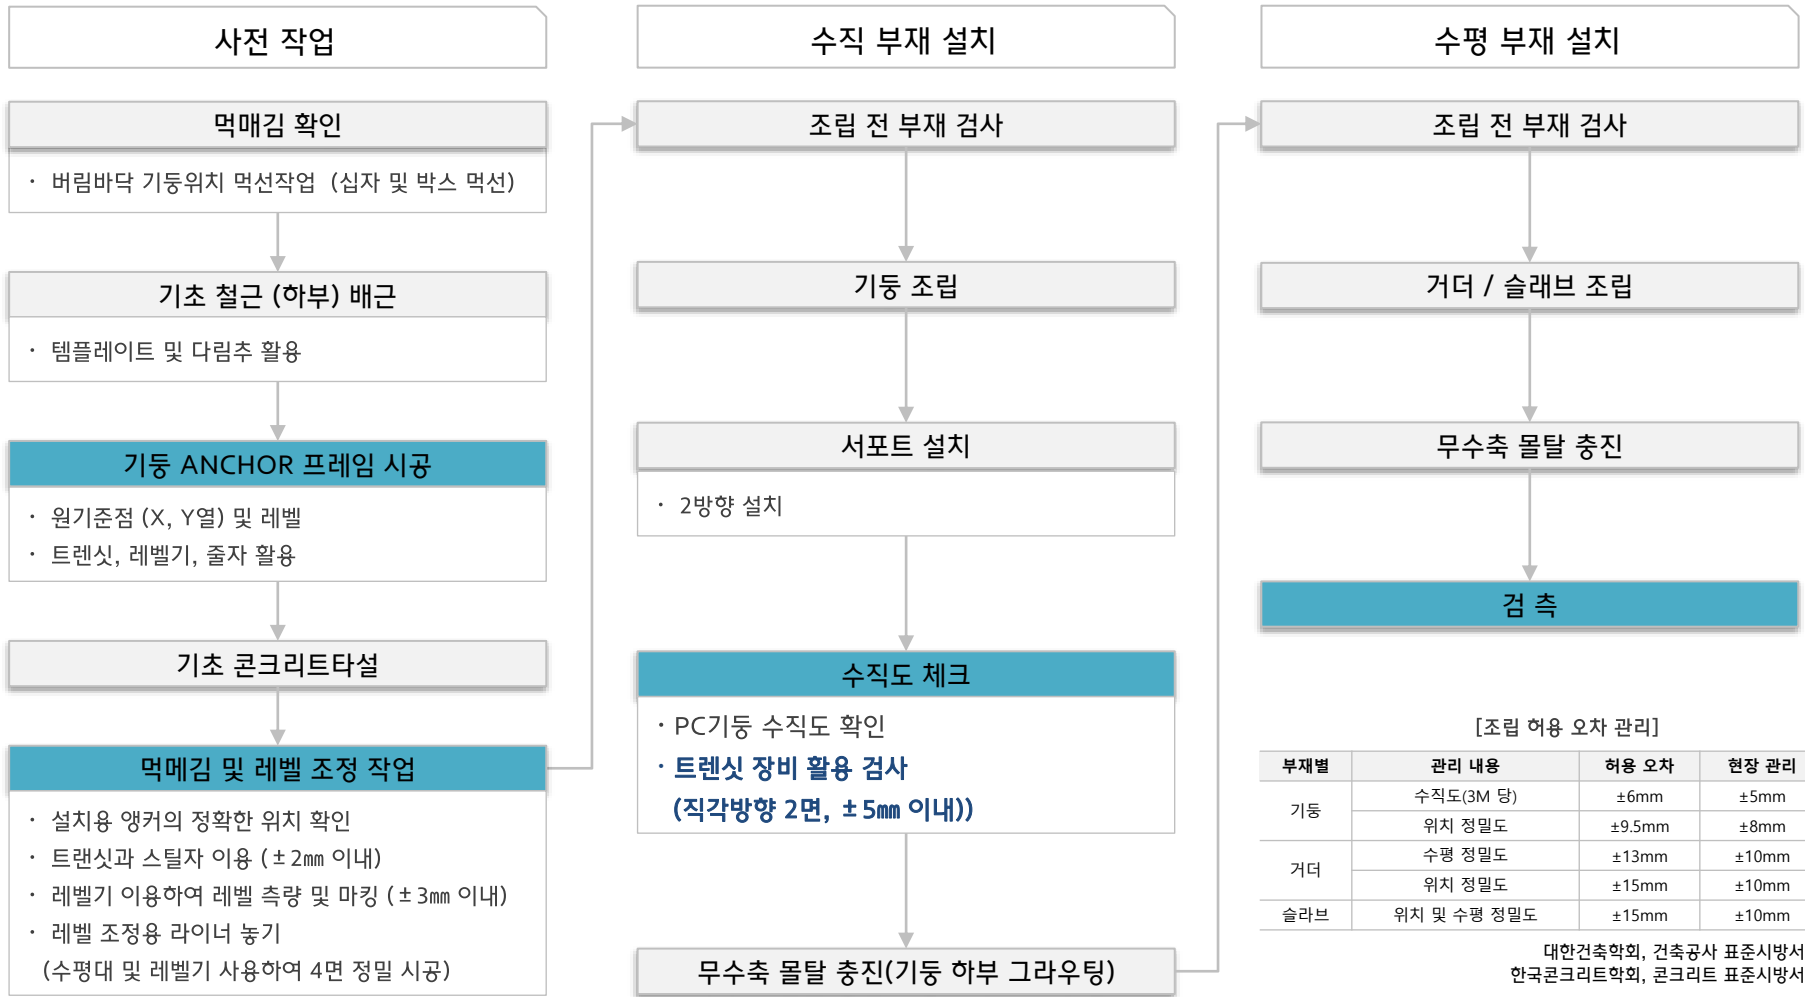 사전 작업
먹매김 확인
· 버림바닥 기둥위치 먹선작업 (십자 및 박스 먹선)
기초 철근 (하부) 배근
· 템플레이트 및 다림추 활용
기둥 ANCHOR 프레임 시공
· 원기준점 (X, Y열) 및 레벨
· 트렌싯, 레벨기, 줄자 활용
기초 콘크리트타설
먹메김 및 레벨 조정 작업
· 설치용 앵커의 정확한 위치 확인
· 트랜싯과 스틸자 이용 (±2㎜ 이내)
· 레벨기 이용하여 레벨 측량 및 마킹 (±3㎜ 이내)
· 레벨 조정용 라이너 놓기
(수평대 및 레벨기 사용하여 4면 정밀 시공)
수직 부재 설치
조립 전 부재 검사
기둥 조립
서포트 설치
· 2방향 설치
수직도 체크
· PC기둥 수직도 확인
· 트렌싯 장비 활용 검사
(직각방향 2면, ±5㎜ 이내))
무수축 몰탈 충진(기둥 하부 그라우팅)
수평 부재 설치
조립 전 부재 검사
거더 / 슬래브 조립
무수축 몰탈 충진
검 측
[조립 허용 오차 관리]
부재별 관리 내용 허용 오차 현장 관리
기둥 수직도(3M 당) ±6mm ±5mm
위치 정밀도 ±9.5mm ±8mm
거더 수평 정밀도 ±13mm ±10mm
위치 정밀도 ±15mm ±10mm
슬라브 위치 및 수평 정밀도 ±15mm ±10mm
대한건축학회, 건축공사 표준시방서
한국콘크리트학회, 콘크리트 표준시방서